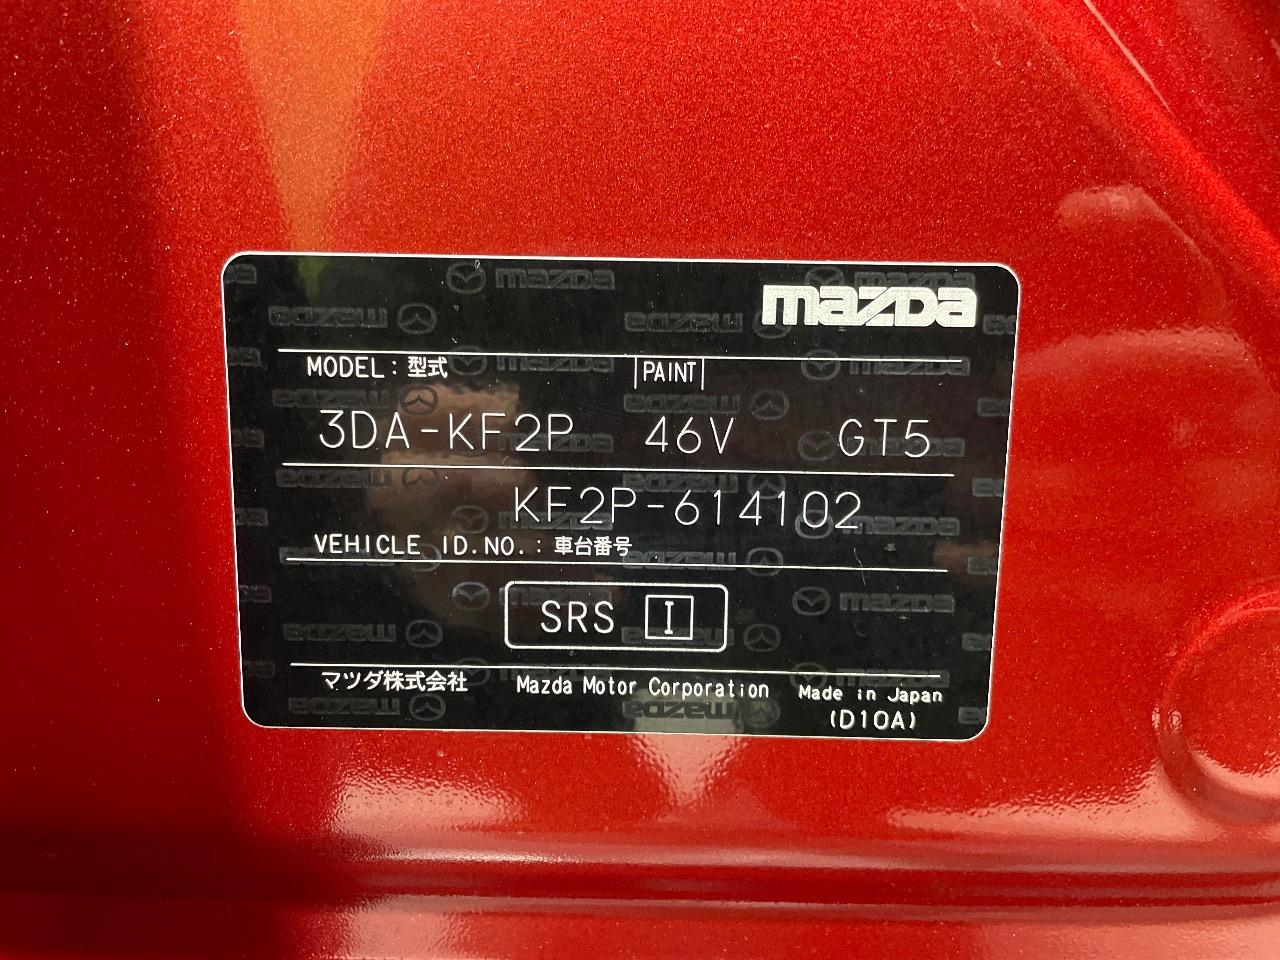 mazda
MODEL : 型式 PAINT
3DA-KF2P 46V GT5
KF2P-614102
VEHICLE ID.NO. : 車台番号
SRS I
マツダ株式会社 Mazda Motor Corporation Made in Japan
(D10A)